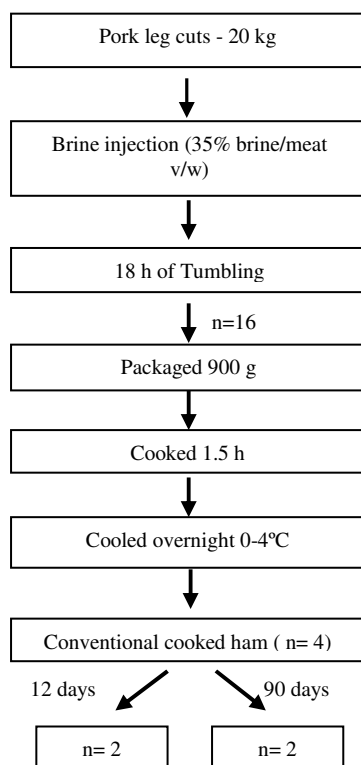 Pork leg cuts - 20 kg
Brine injection (35% brine/meat
v/w)
18 h of Tumbling
n=16
Packaged 900 g
Cooked 1.5 h
Cooled overnight 0-4ºC
Conventional cooked ham ( n= 4)
12 days
90 days
n= 2
n= 2